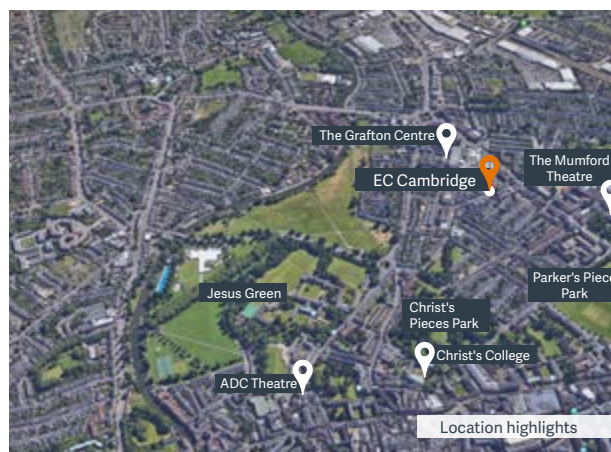 The Grafton Centre
EC Cambridge
The Mumford
Theatre
Jesus Green
Parker's Piece
Park
Christ's
Pieces Park
Christ's College
ADC Theatre
Location highlights